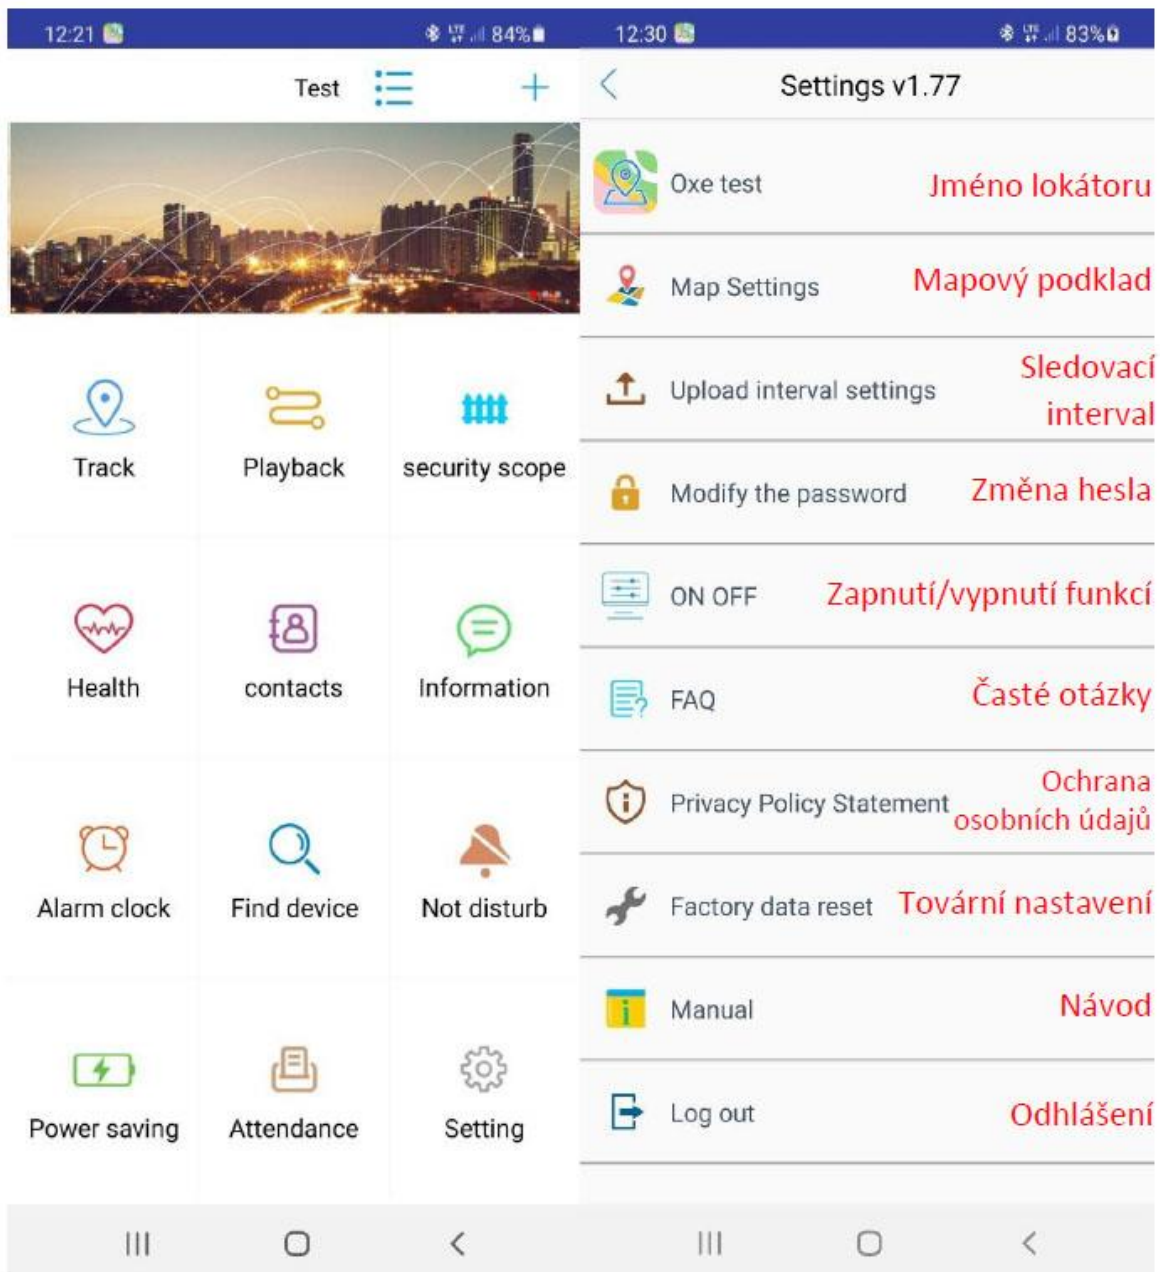 12:21
LTE 84%
Test
Track
Playback
security scope
Health
contacts
Information
Alarm clock
Find device
Not disturb
Power saving
Attendance
Setting
12:30
LTE 83%
Settings v1.77
Oxe test Jméno lokátoru
Map Settings Mapový podklad
Upload interval settings Sledovací
interval
Modify the password Změna hesla
ON OFF Zapnutí/vypnutí funkcí
FAQ Časté otázky
Privacy Policy Statement Ochrana
osobních údajů
Factory data reset Tovární nastavení
Manual Návod
Log out Odhlášení